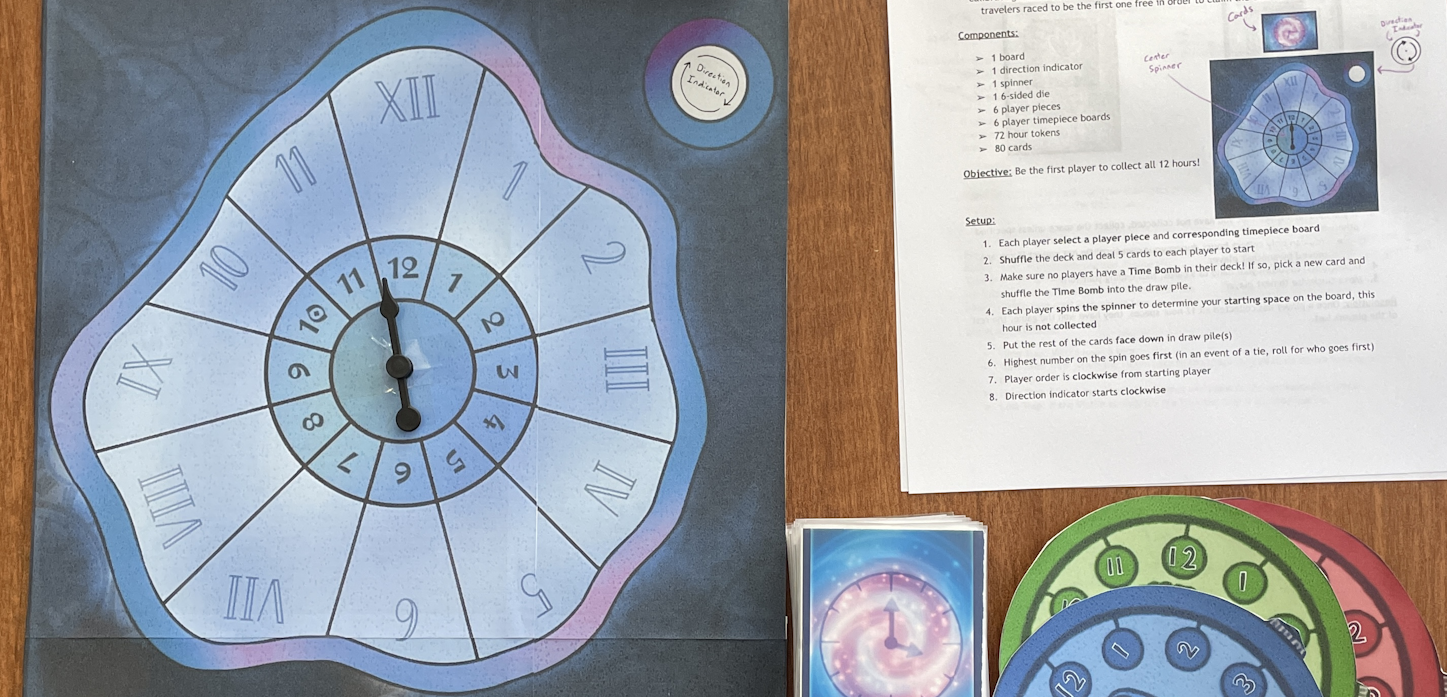 XII
11
1
10
2
IX
III
VIII
IV
VII
6
5
12
1
2
3
4
5
6
7
8
9
10
11
Direction
Indicator
travelers raced to be the first one free in order to
Components:
➢ 1 board
➢ 1 direction indicator
➢ 1 spinner
➢ 1 6-sided die
➢ 6 player pieces
➢ 6 player timepiece boards
➢ 72 hour tokens
➢ 80 cards
Cards
Center
Spinner
Direction
Indicator
Objective: Be the first player to collect all 12 hours!
Setup:
1. Each player select a player piece and corresponding timepiece board
2. Shuffle the deck and deal 5 cards to each player to start
3. Make sure no players have a Time Bomb in their deck! If so, pick a new card and
shuffle the Time Bomb into the draw pile.
4. Each player spins the spinner to determine your starting space on the board, this
hour is not collected
5. Put the rest of the cards face down in draw pile(s)
6. Highest number on the spin goes first (in an event of a tie, roll for who goes first)
7. Player order is clockwise from starting player
8. Direction indicator starts clockwise
11
12
1
2
12
1
2
3